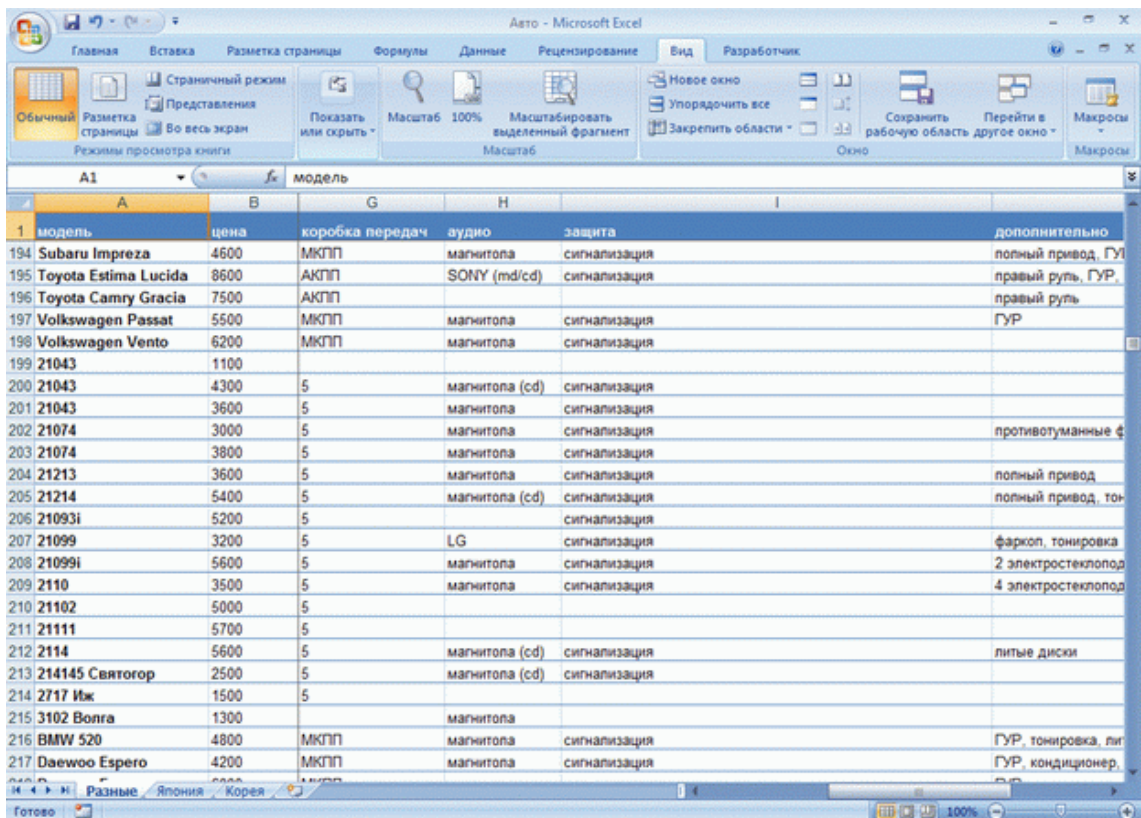 Авто - Microsoft Excel
Главная Вставка Разметка страницы Формулы Данные Рецензирование Вид Разработчик
Обычный Разметка страницы Страничный режим Представления Во весь экран
Режимы просмотра книги
Показать или скрыть
Масштаб 100% Масштабировать выделенный фрагмент
Масштаб
Новое окно Упорядочить все Закрепить области Сохранить рабочую область Перейти в другое окно
Окно
Макросы
Макросы
A1 fx модель
A B G H I
1 модель цена коробка передач аудио защита дополнительно
194 Subaru Impreza 4600 МКПП магнитола сигнализация полный привод, ГУ
195 Toyota Estima Lucida 8600 АКПП SONY (md/cd) сигнализация правый руль, ГУР,
196 Toyota Camry Gracia 7500 АКПП правый руль
197 Volkswagen Passat 5500 МКПП магнитола сигнализация ГУР
198 Volkswagen Vento 6200 МКПП магнитола сигнализация
199 21043 1100
200 21043 4300 5 магнитола (cd) сигнализация
201 21043 3600 5 магнитола сигнализация
202 21074 3000 5 магнитола сигнализация противотуманные ф
203 21074 3800 5 магнитола сигнализация
204 21213 3600 5 магнитола сигнализация полный привод
205 21214 5400 5 магнитола (cd) сигнализация полный привод, тон
206 21093i 5200 5 сигнализация
207 21099 3200 5 LG сигнализация фаркоп, тонировка
208 21099i 5600 5 магнитола сигнализация 2 электростеклопод
209 2110 3500 5 магнитола сигнализация 4 электростеклопод
210 21102 5000 5
211 21111 5700 5
212 2114 5600 5 магнитола (cd) сигнализация литые диски
213 214145 Святогор 2500 5 магнитола (cd) сигнализация
214 2717 Иж 1500 5
215 3102 Волга 1300 магнитола
216 BMW 520 4800 МКПП магнитола сигнализация ГУР, тонировка, лит
217 Daewoo Espero 4200 МКПП магнитола сигнализация ГУР, кондиционер,
Разные Япония Корея
Готово 100%